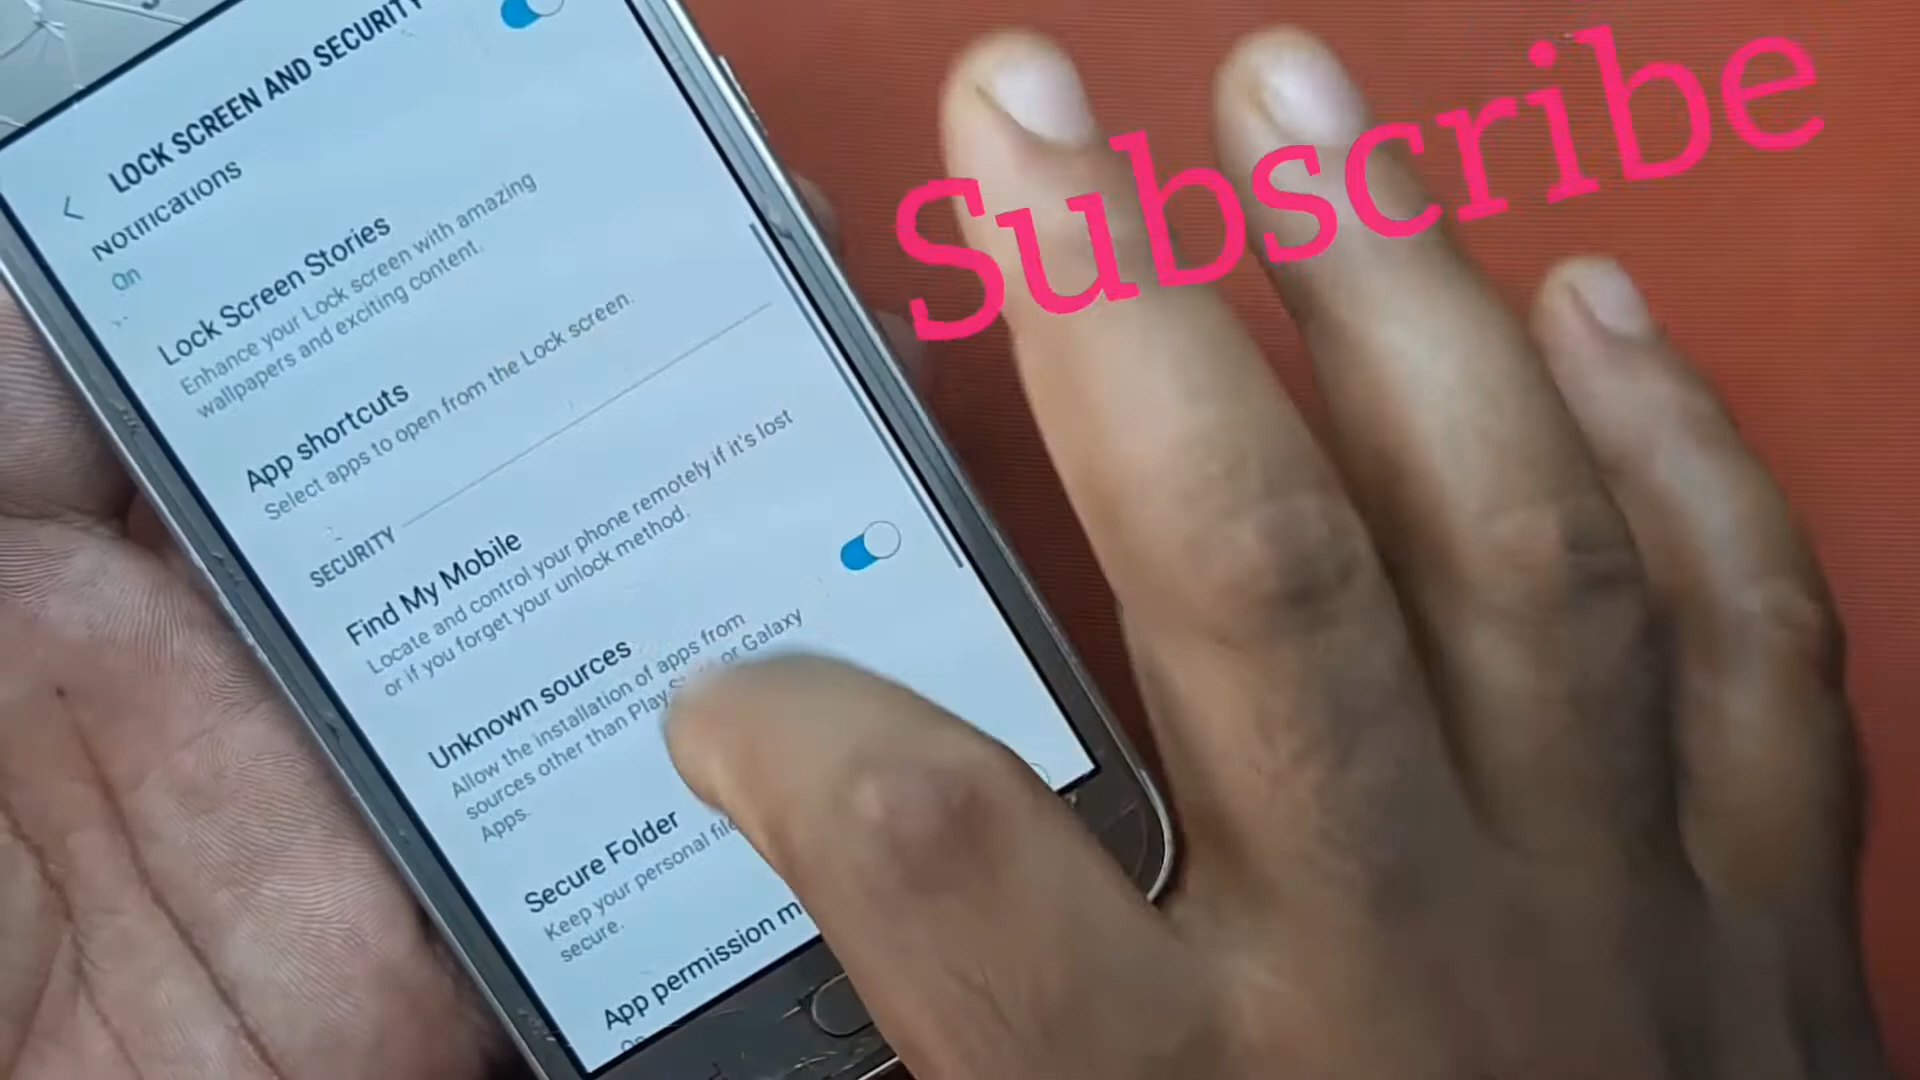 LOCK SCREEN AND SECURITY
Notifications
On
Lock Screen Stories
Enhance your Lock screen with amazing
wallpapers and exciting content.
App shortcuts
Select apps to open from the Lock screen.
SECURITY
Find My Mobile
Locate and control your phone remotely if it's lost
or if you forget your unlock method.
Unknown sources
Allow the installation of apps from
sources other than Play or Galaxy
Apps.
Secure Folder
Keep your personal
secure.
App permission
Subscribe